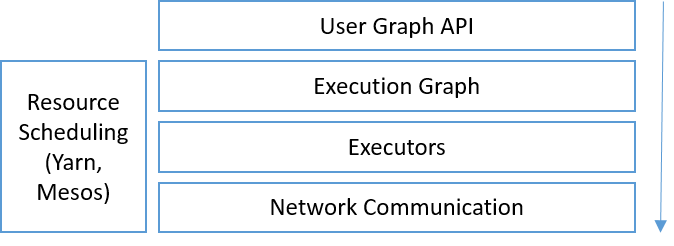 User Graph API
Execution Graph
Executors
Network Communication
Resource
Scheduling
(Yarn,
Mesos)